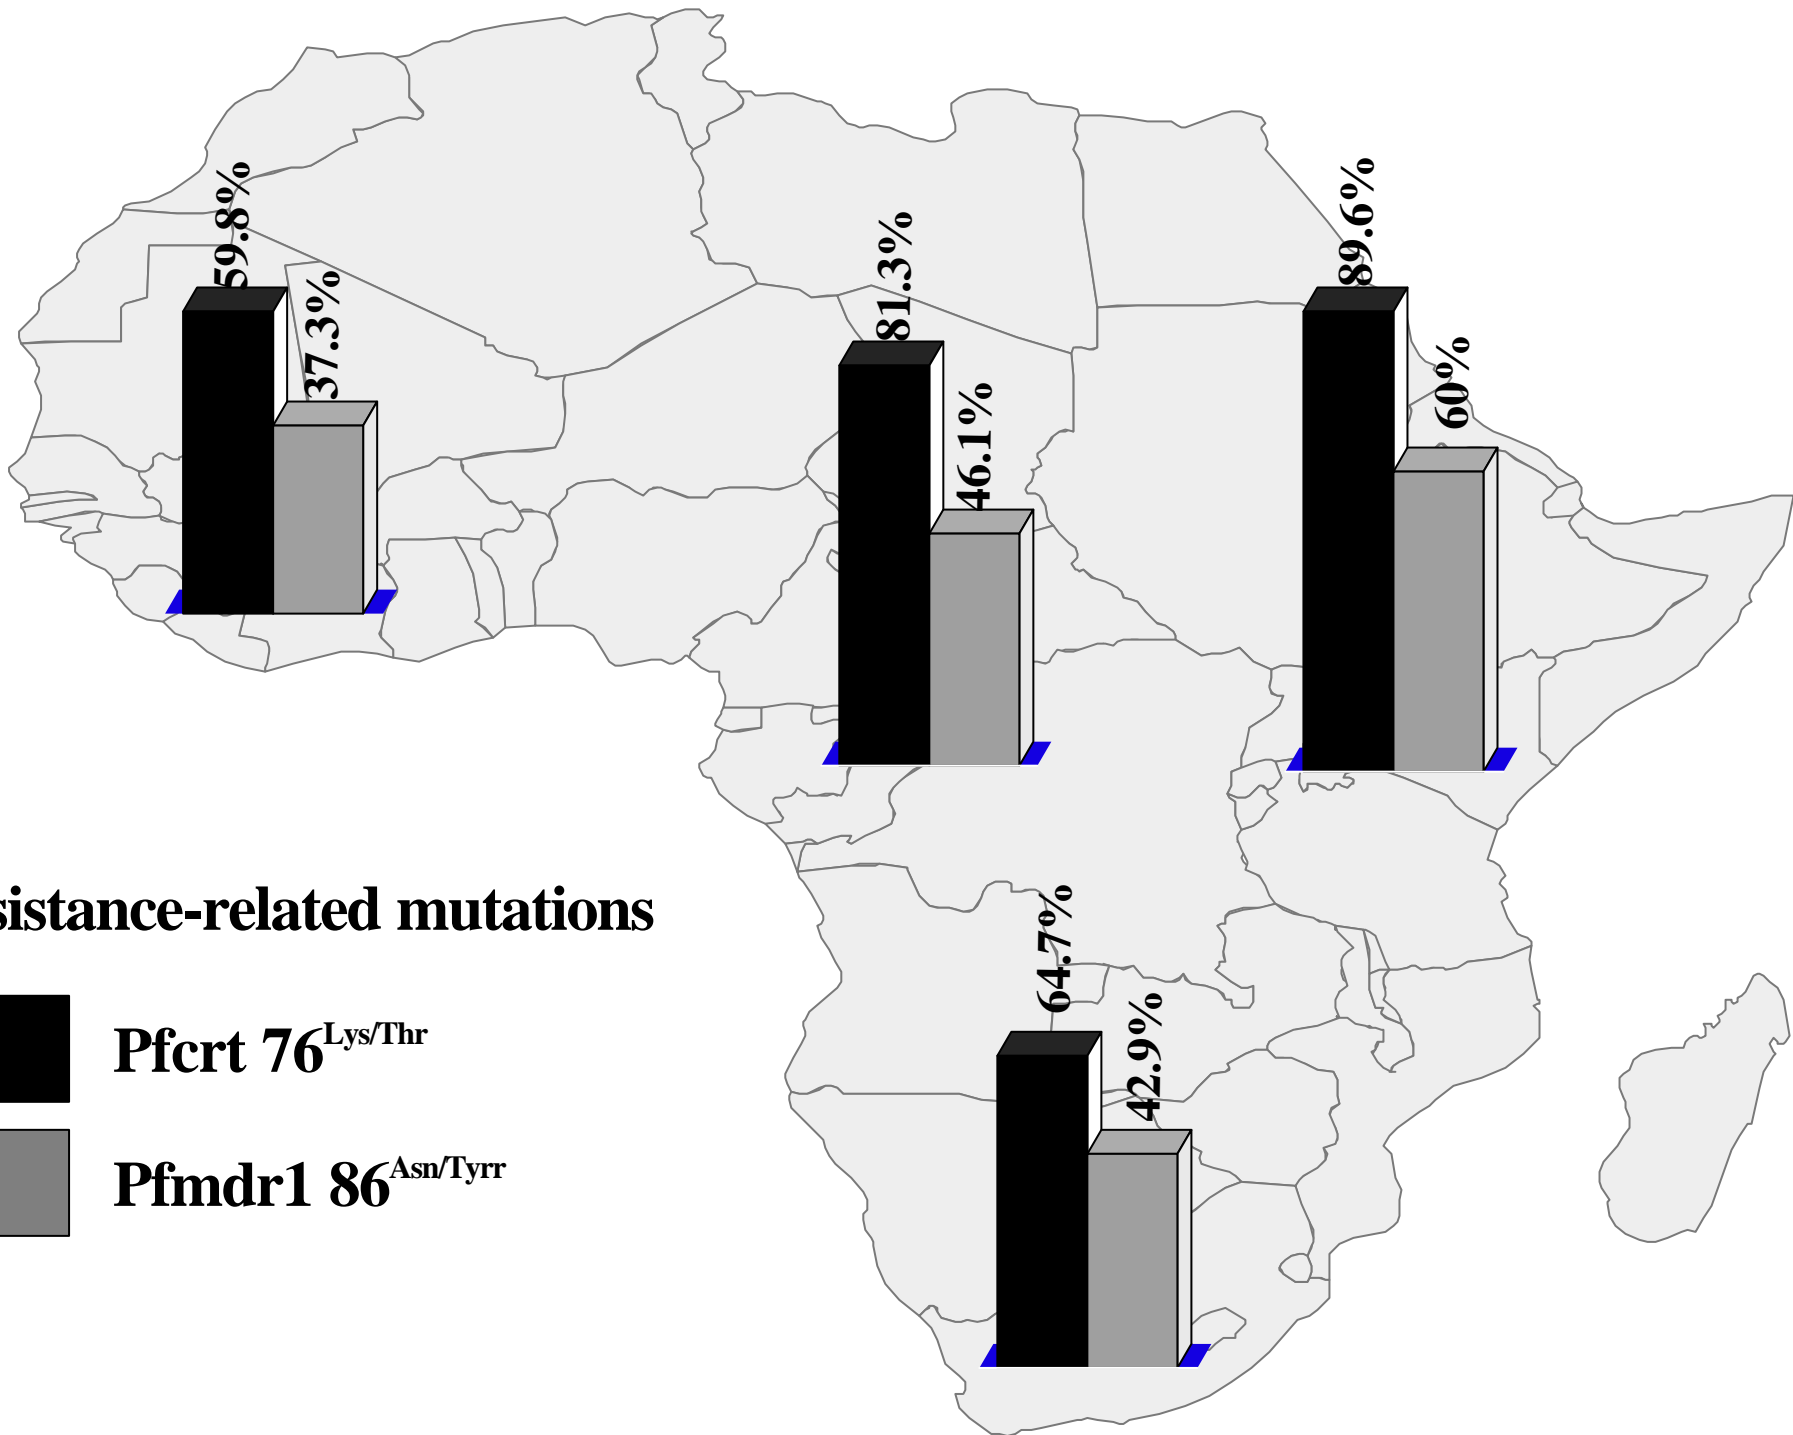 59.8%
37.3%
81.3%
46.1%
89.6%
60%
sistance-related mutations
64.7%
42.9%
Pfcrt 76Lys/Thr
Pfmdr1 86Asn/Tyrr